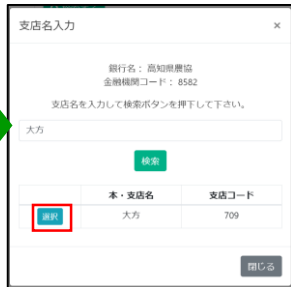 支店名入力 ×
銀行名： 高知県農協
金融機関コード： 8582
支店名を入力して検索ボタンを押下して下さい。
大方
検索
本・支店名 支店コード
選択 大方 709
閉じる